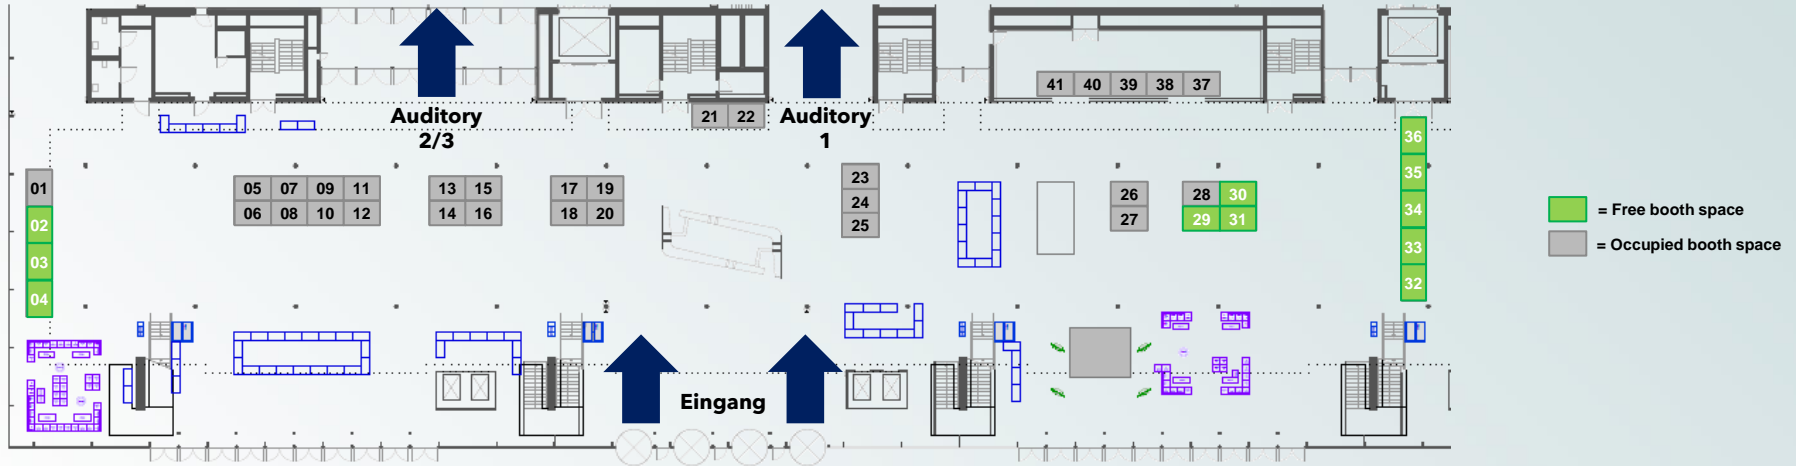 41 40 39 38 37
Auditory
2/3
21 22
Auditory
1
36
01
05 07 09 11
13 15
17 19
23
35
06 08 10 12
14 16
18 20
24
26
28 30
02
25
27
29 31
34
= Free booth space
03
33
= Occupied booth space
04
32
Eingang